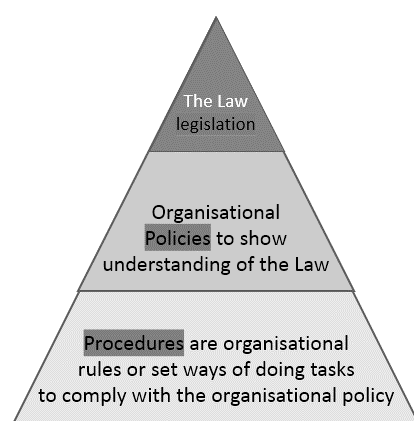 The Law
legislation
Organisational
Policies to show
understanding of the Law
Procedures are organisational
rules or set ways of doing tasks
to comply with the organisational policy